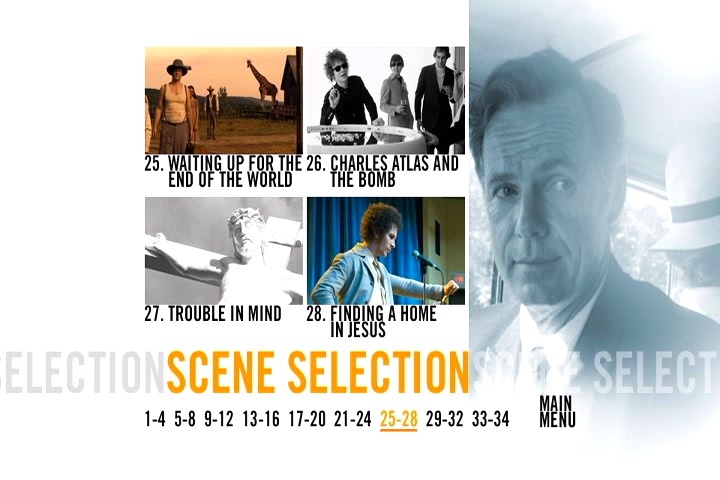 25. WAITING UP FOR THE
END OF THE WORLD
26. CHARLES ATLAS AND
THE BOMB
27. TROUBLE IN MIND
28. FINDING A HOME
IN JESUS
SELECTION SCENE SELECTION SCENE SELECT
1-4 5-8 9-12 13-16 17-20 21-24 25-28 29-32 33-34
MAIN
MENU